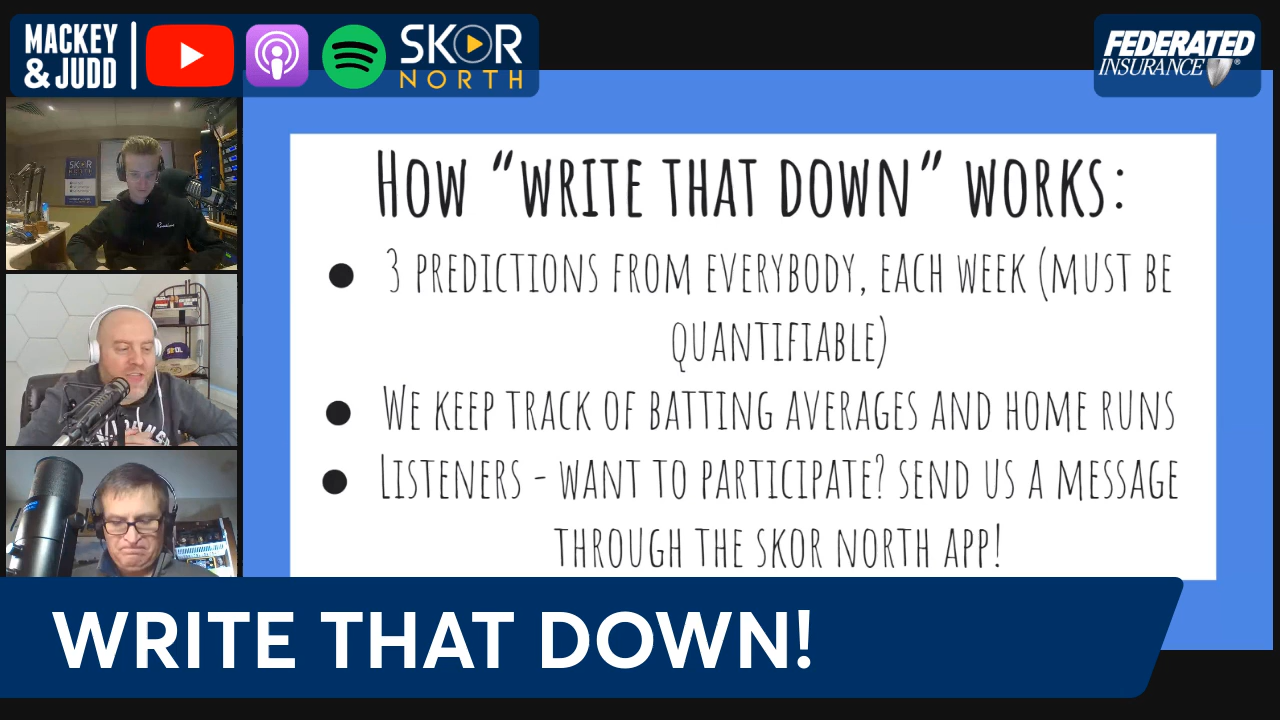 MACKEY
& JUDD
SKOR
NORTH
FEDERATED
INSURANCE
HOW “WRITE THAT DOWN” WORKS:
● 3 PREDICTIONS FROM EVERYBODY, EACH WEEK (MUST BE
QUANTIFIABLE)
● WE KEEP TRACK OF BATTING AVERAGES AND HOME RUNS
● LISTENERS - WANT TO PARTICIPATE? SEND US A MESSAGE
THROUGH THE SKOR NORTH APP!
WRITE THAT DOWN!